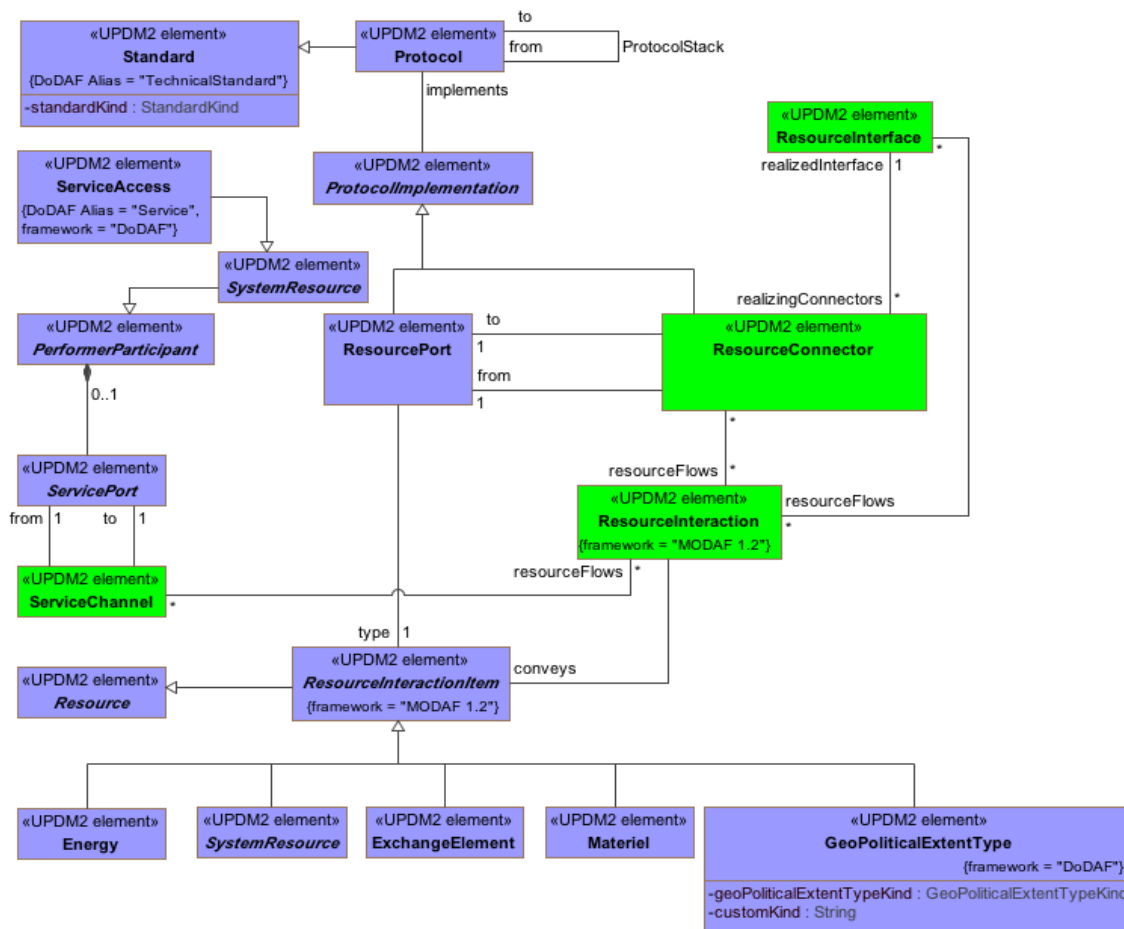 «UPDM2 element»
Standard
{DoDAF Alias = "TechnicalStandard"}
-standardKind : StandardKind
«UPDM2 element»
Protocol
to
from
ProtocolStack
implements
«UPDM2 element»
ResourceInterface
*
realizedInterface
1
«UPDM2 element»
ServiceAccess
{DoDAF Alias = "Service",
framework = "DoDAF"}
«UPDM2 element»
ProtocolImplementation
«UPDM2 element»
SystemResource
realizingConnectors
*
«UPDM2 element»
PerformerParticipant
0..1
«UPDM2 element»
ResourcePort
to
1
from
1
«UPDM2 element»
ResourceConnector
*
resourceFlows
*
«UPDM2 element»
ServicePort
from
1
to
1
«UPDM2 element»
ResourceInteraction
{framework = "MODAF 1.2"}
resourceFlows
*
resourceFlows
*
«UPDM2 element»
ServiceChannel
*
type
1
«UPDM2 element»
ResourceInteractionItem
{framework = "MODAF 1.2"}
conveys
«UPDM2 element»
Resource
«UPDM2 element»
Energy
«UPDM2 element»
SystemResource
«UPDM2 element»
ExchangeElement
«UPDM2 element»
Materiel
«UPDM2 element»
GeoPoliticalExtentType
{framework = "DoDAF"}
-geoPoliticalExtentTypeKind : GeoPoliticalExtentTypeKind
-customKind : String